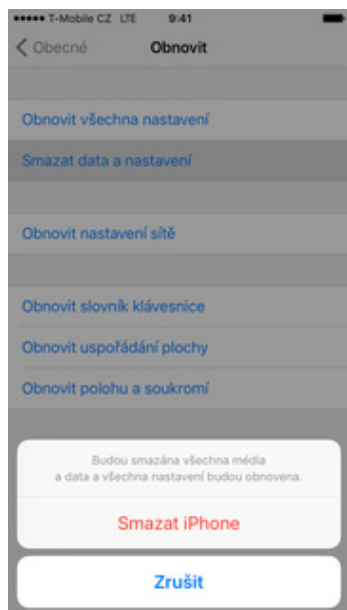 T-Mobile CZ LTE 9:41
Obecné Obnovit
Obnovit všechna nastavení
Smazat data a nastavení
Obnovit nastavení sítě
Obnovit slovník klávesnice
Obnovit uspořádání plochy
Obnovit polohu a soukromí
Budou smazána všechna média
a data a všechna nastavení budou obnovena.
Smazat iPhone
Zrušit